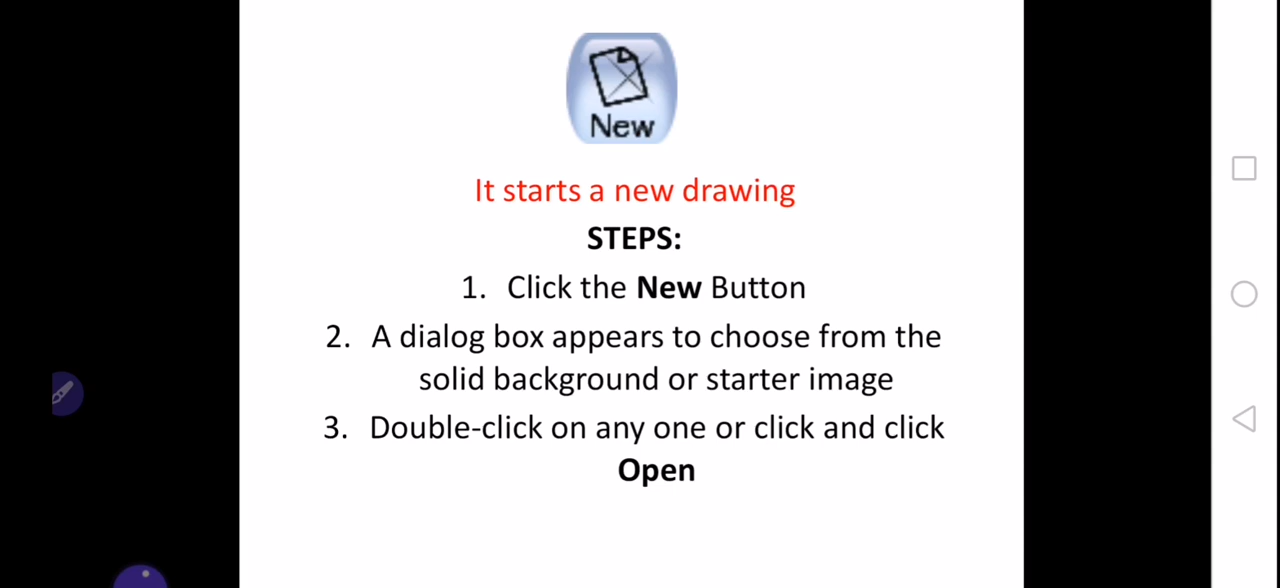 New
It starts a new drawing
STEPS:
1. Click the New Button
2. A dialog box appears to choose from the
solid background or starter image
3. Double-click on any one or click and click
Open